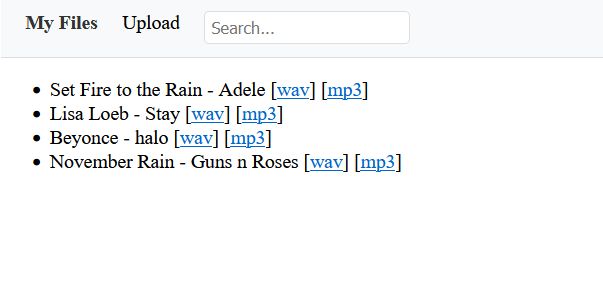 My Files Upload Search...
Set Fire to the Rain - Adele [wav] [mp3]
Lisa Loeb - Stay [wav] [mp3]
Beyonce - halo [wav] [mp3]
November Rain - Guns n Roses [wav] [mp3]